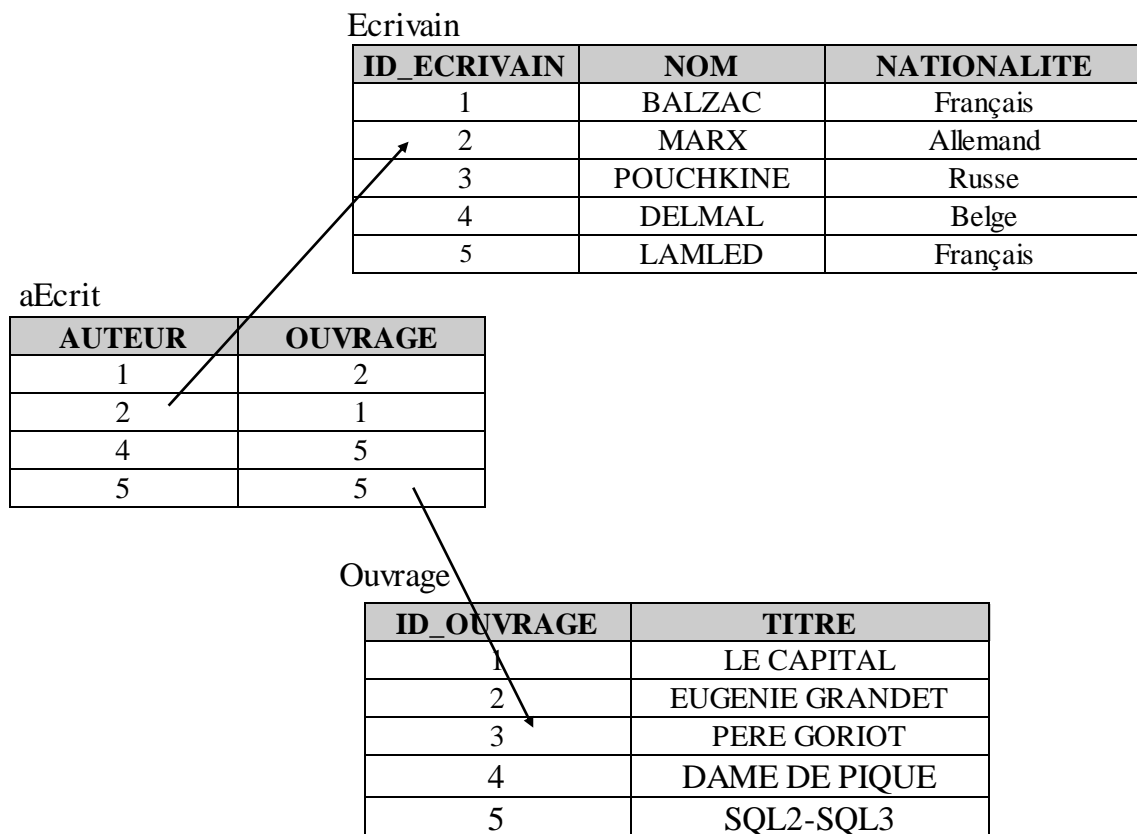 Ecrivain
ID_ECRIVAIN NOM NATIONALITE
1 BALZAC Français
2 MARX Allemand
3 POUCHKINE Russe
4 DELMAL Belge
5 LAMLED Français
aEcrit
AUTEUR OUVRAGE
1 2
2 1
4 5
5 5
Ouvrage
ID_OUVRAGE TITRE
1 LE CAPITAL
2 EUGENIE GRANDET
3 PERE GORIOT
4 DAME DE PIQUE
5 SQL2-SQL3